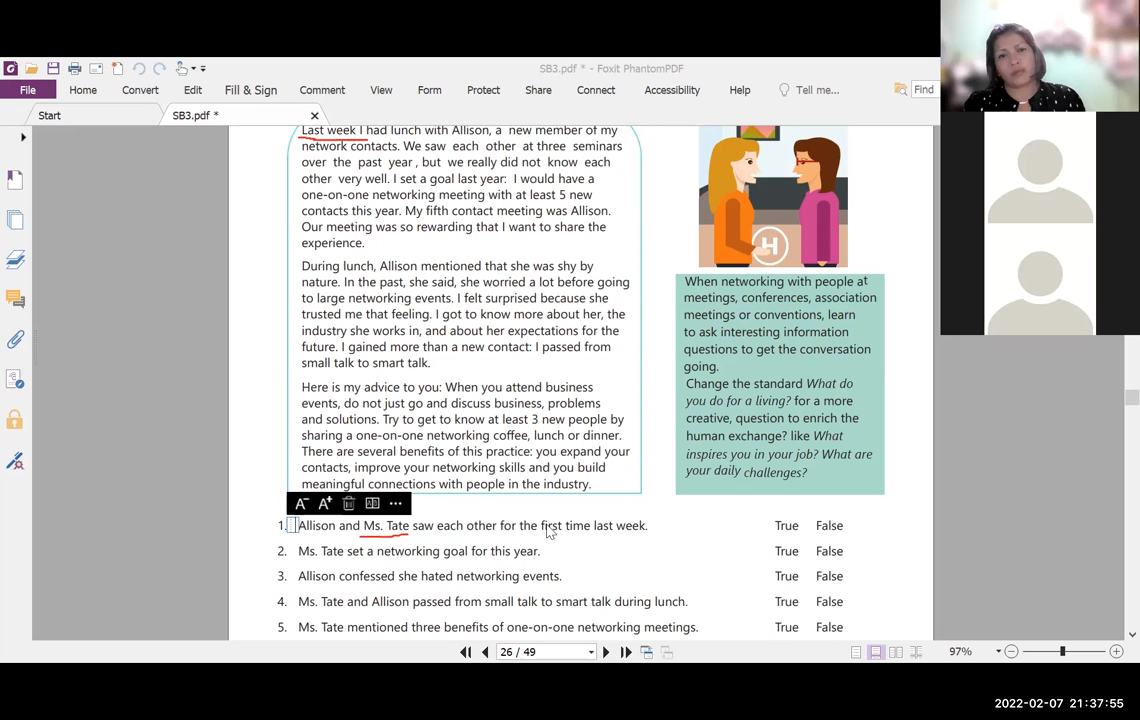 SB3.pdf * - Foxit PhantomPDF
File Home Convert Edit Fill & Sign Comment View Form Protect Share Connect Accessibility Help Tell me... Find
Start SB3.pdf *
Last week I had lunch with Allison, a new member of my
network contacts. We saw each other at three seminars
over the past year , but we really did not know each
other very well. I set a goal last year: I would have a
one-on-one networking meeting with at least 5 new
contacts this year. My fifth contact meeting was Allison.
Our meeting was so rewarding that I want to share the
experience.
During lunch, Allison mentioned that she was shy by
nature. In the past, she said, she worried a lot before going
to large networking events. I felt surprised because she
trusted me that feeling. I got to know more about her, the
industry she works in, and about her expectations for the
future. I gained more than a new contact: I passed from
small talk to smart talk.
Here is my advice to you: When you attend business
events, do not just go and discuss business, problems
and solutions. Try to get to know at least 3 new people by
sharing a one-on-one networking coffee, lunch or dinner.
There are several benefits of this practice: you expand your
contacts, improve your networking skills and you build
meaningful connections with people in the industry.
H
When networking with people at
meetings, conferences, association
meetings or conventions, learn
to ask interesting information
questions to get the conversation
going.
Change the standard What do
you do for a living? for a more
creative, question to enrich the
human exchange? like What
inspires you in your job? What are
your daily challenges?
1. Allison and Ms. Tate saw each other for the first time last week. True False
2. Ms. Tate set a networking goal for this year. True False
3. Allison confessed she hated networking events. True False
4. Ms. Tate and Allison passed from small talk to smart talk during lunch. True False
5. Ms. Tate mentioned three benefits of one-on-one networking meetings. True False
26 / 49
97%
2022-02-07 21:37:55